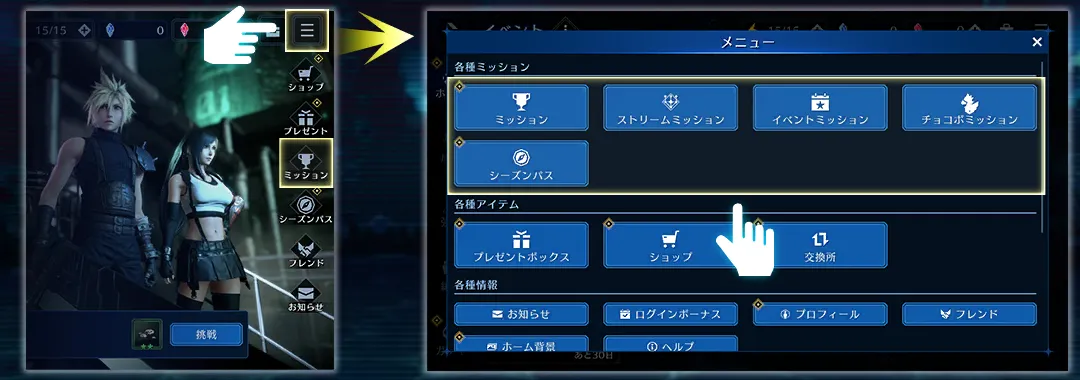 15/15
0
ショップ
プレゼント
ミッション
シーズンパス
フレンド
お知らせ
挑戦
イベント
15/15
0
メニュー
各種ミッション
ミッション
ストリームミッション
イベントミッション
チョコボミッション
シーズンパス
各種アイテム
プレゼントボックス
ショップ
交換所
各種情報
お知らせ
ログインボーナス
プロフィール
フレンド
ホーム背景
ヘルプ
あと30日